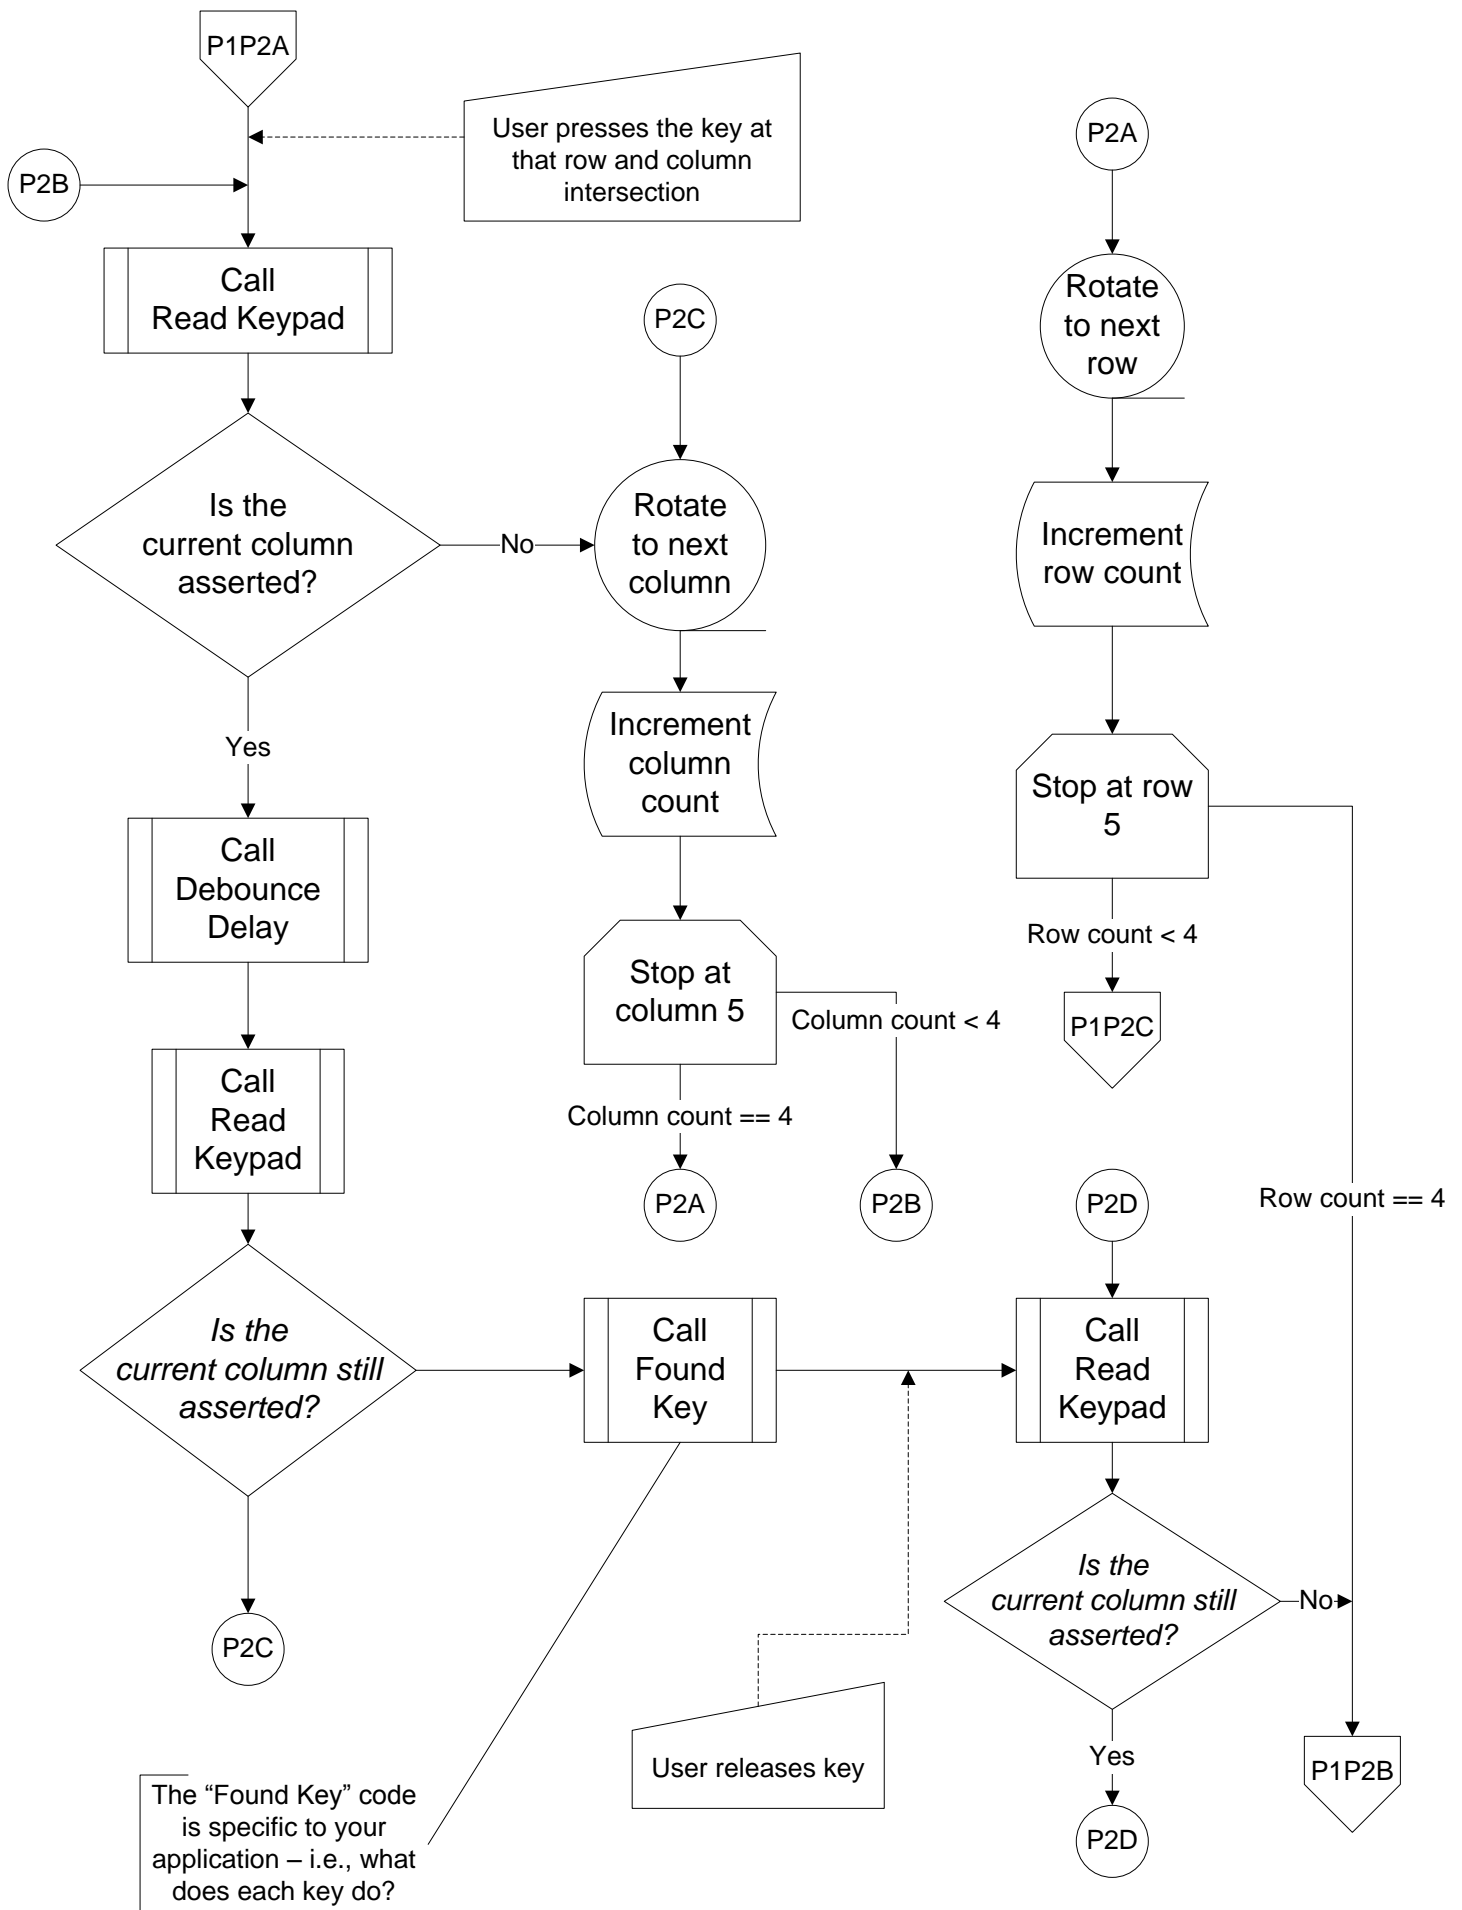 P1P2A
User presses the key at
that row and column
intersection
P2A
P2B
Call
Read Keypad
P2C
Rotate
to next
row
Is the
current column
asserted?
No
Rotate
to next
column
Increment
row count
Yes
Increment
column
count
Stop at row
5
Call
Debounce
Delay
Row count < 4
Stop at
column 5
Column count < 4
P1P2C
Call
Read
Keypad
Column count == 4
P2A
P2B
P2D
Row count == 4
Is the
current column still
asserted?
Call
Found
Key
Call
Read
Keypad
Is the
current column still
asserted?
No
P2C
User releases key
Yes
P1P2B
The “Found Key” code
is specific to your
application – i.e., what
does each key do?
P2D